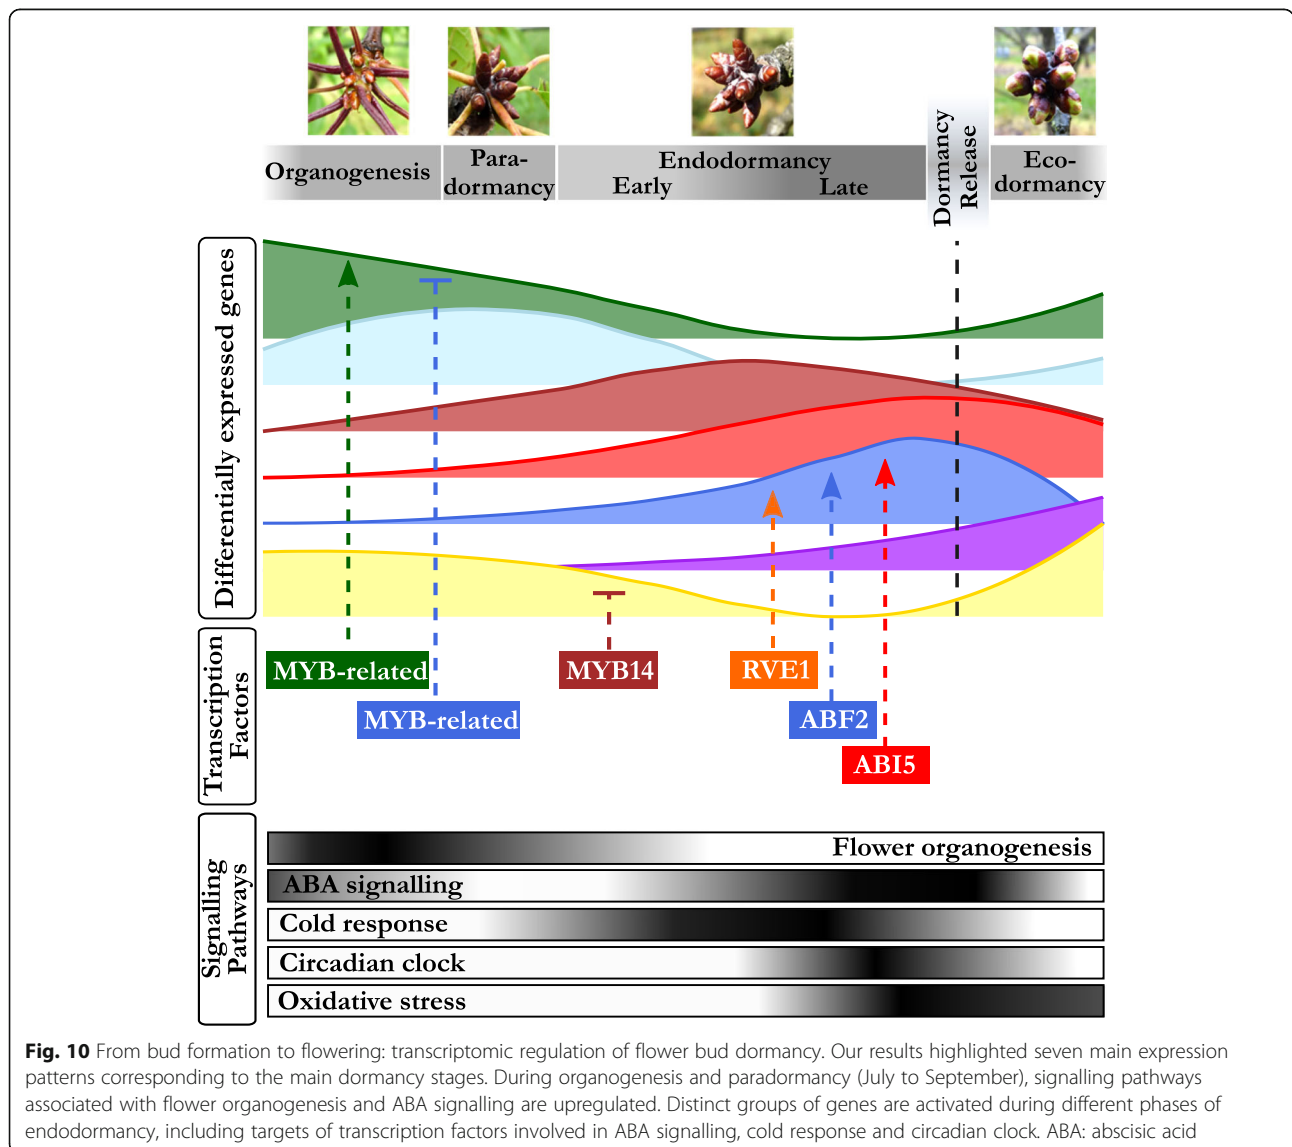 Organogenesis
Para-
dormancy
Endodormancy
Early
Late
Dormancy
Release
Eco-
dormancy
Differentially expressed genes
Transcription
Factors
MYB-related
MYB-related
MYB14
RVE1
ABF2
ABI5
Signalling
Pathways
Flower organogenesis
ABA signalling
Cold response
Circadian clock
Oxidative stress
Fig. 10 From bud formation to flowering: transcriptomic regulation of flower bud dormancy. Our results highlighted seven main expression
patterns corresponding to the main dormancy stages. During organogenesis and paradormancy (July to September), signalling pathways
associated with flower organogenesis and ABA signalling are upregulated. Distinct groups of genes are activated during different phases of
endodormancy, including targets of transcription factors involved in ABA signalling, cold response and circadian clock. ABA: abscisic acid